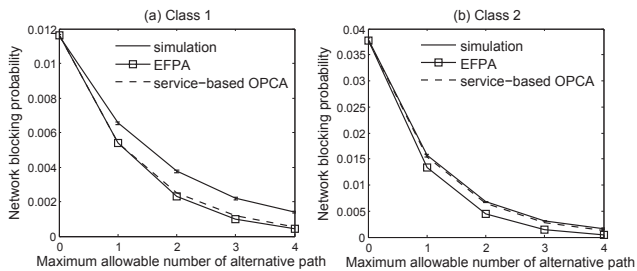 (a) Class 1
0.012
0.01
0.008
0.006
0.004
0.002
0
0 1 2 3 4
Network blocking probability
Maximum allowable number of alternative path
simulation
EFPA
service-based OPCA
(b) Class 2
0.04
0.035
0.03
0.025
0.02
0.015
0.01
0.005
0
0 1 2 3 4
Network blocking probability
Maximum allowable number of alternative path
simulation
EFPA
service-based OPCA